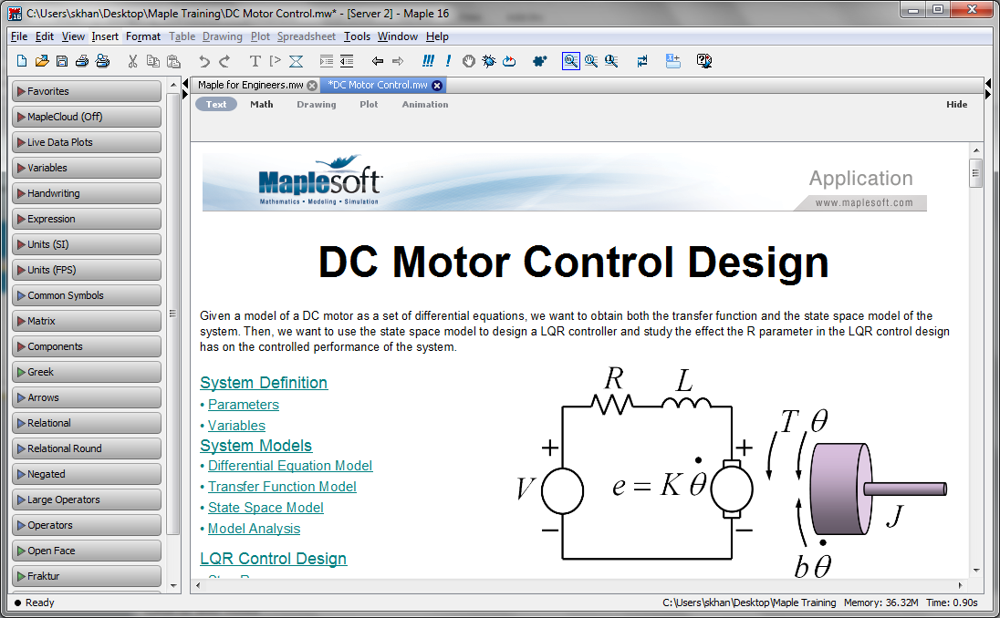 C:\Users\skhan\Desktop\Maple Training\DC Motor Control.mw* - [Server 2] - Maple 16
File Edit View Insert Format Table Drawing Plot Spreadsheet Tools Window Help
Maple for Engineers.mw *DC Motor Control.mw
Text Math Drawing Plot Animation Hide
Favorites
MapleCloud (Off)
Live Data Plots
Variables
Handwriting
Expression
Units (SI)
Units (FPS)
Common Symbols
Matrix
Components
Greek
Arrows
Relational
Relational Round
Negated
Large Operators
Operators
Open Face
Fraktur
Maplesoft
Mathematics • Modeling • Simulation
Application
www.maplesoft.com
DC Motor Control Design
Given a model of a DC motor as a set of differential equations, we want to obtain both the transfer function and the state space model of the
system. Then, we want to use the state space model to design a LQR controller and study the effect the R parameter in the LQR control design
has on the controlled performance of the system.
System Definition
• Parameters
• Variables
System Models
• Differential Equation Model
• Transfer Function Model
• State Space Model
• Model Analysis
LQR Control Design
R L
T θ
+ +
V e = K θ̇
− −
J
b θ̇
Ready
C:\Users\skhan\Desktop\Maple Training Memory: 36.32M Time: 0.90s